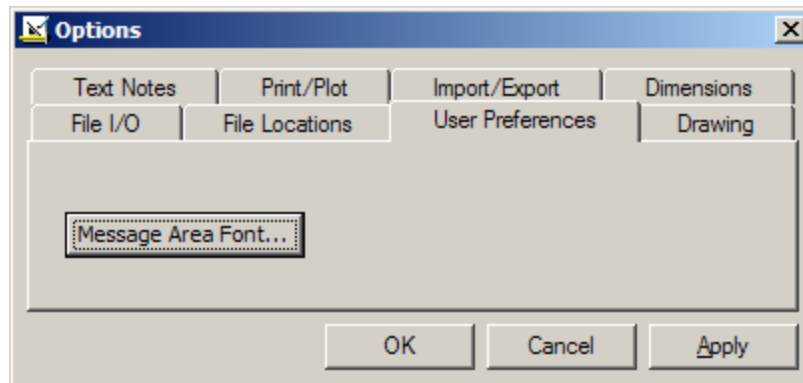 Options
Text Notes Print/Plot Import/Export Dimensions
File I/O File Locations User Preferences Drawing
Message Area Font...
OK Cancel Apply